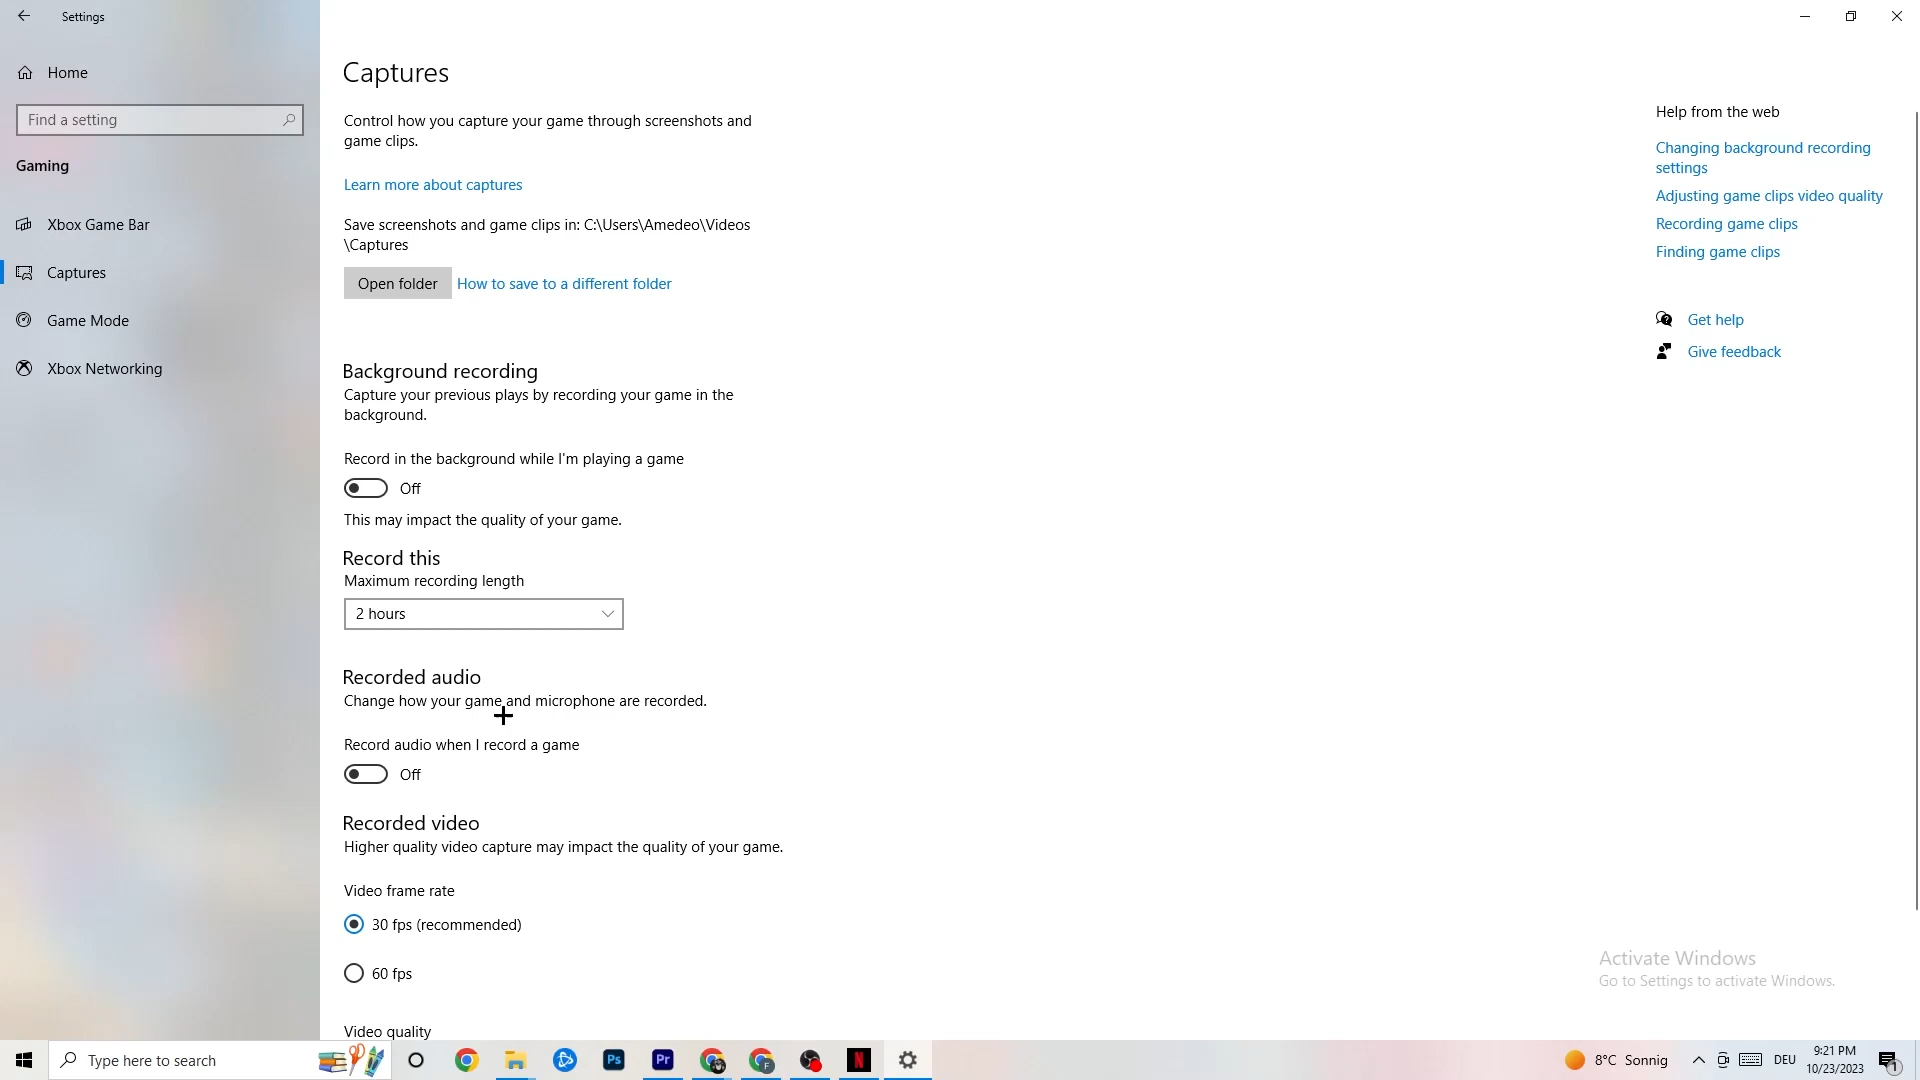 Settings
Home
Find a setting
Gaming
Xbox Game Bar
Captures
Game Mode
Xbox Networking
Captures
Control how you capture your game through screenshots and
game clips.
Learn more about captures
Save screenshots and game clips in: C:\Users\Amedeo\Videos
\Captures
Open folder
How to save to a different folder
Background recording
Capture your previous plays by recording your game in the
background.
Record in the background while I'm playing a game
Off
This may impact the quality of your game.
Record this
Maximum recording length
2 hours
Recorded audio
Change how your game and microphone are recorded.
Record audio when I record a game
Off
Recorded video
Higher quality video capture may impact the quality of your game.
Video frame rate
30 fps (recommended)
60 fps
Video quality
Help from the web
Changing background recording
settings
Adjusting game clips video quality
Recording game clips
Finding game clips
Get help
Give feedback
Activate Windows
Go to Settings to activate Windows.
Type here to search
Ps
Pr
F
N
8°C Sonnig
DEU
9:21 PM
10/23/2023
1